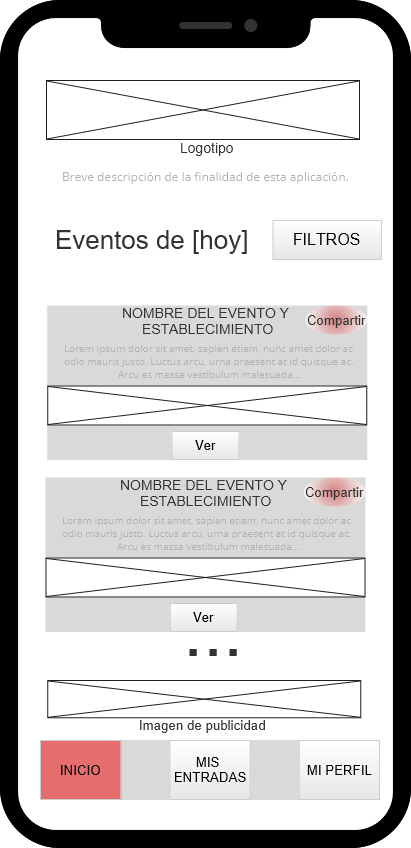 Logotipo
Breve descripción de la finalidad de esta aplicación.
Eventos de [hoy]
FILTROS
NOMBRE DEL EVENTO Y
ESTABLECIMIENTO
Compartir
Lorem ipsum dolor sit amet, sapien etiam, nunc amet dolor ac
odio mauris justo. Luctus arcu, urna praesent at id quisque ac.
Arcu es massa vestibulum malesuada...
Ver
NOMBRE DEL EVENTO Y
ESTABLECIMIENTO
Compartir
Lorem ipsum dolor sit amet, sapien etiam, nunc amet dolor ac
odio mauris justo. Luctus arcu, urna praesent at id quisque ac.
Arcu es massa vestibulum malesuada...
Ver
Imagen de publicidad
INICIO
MIS
ENTRADAS
MI PERFIL